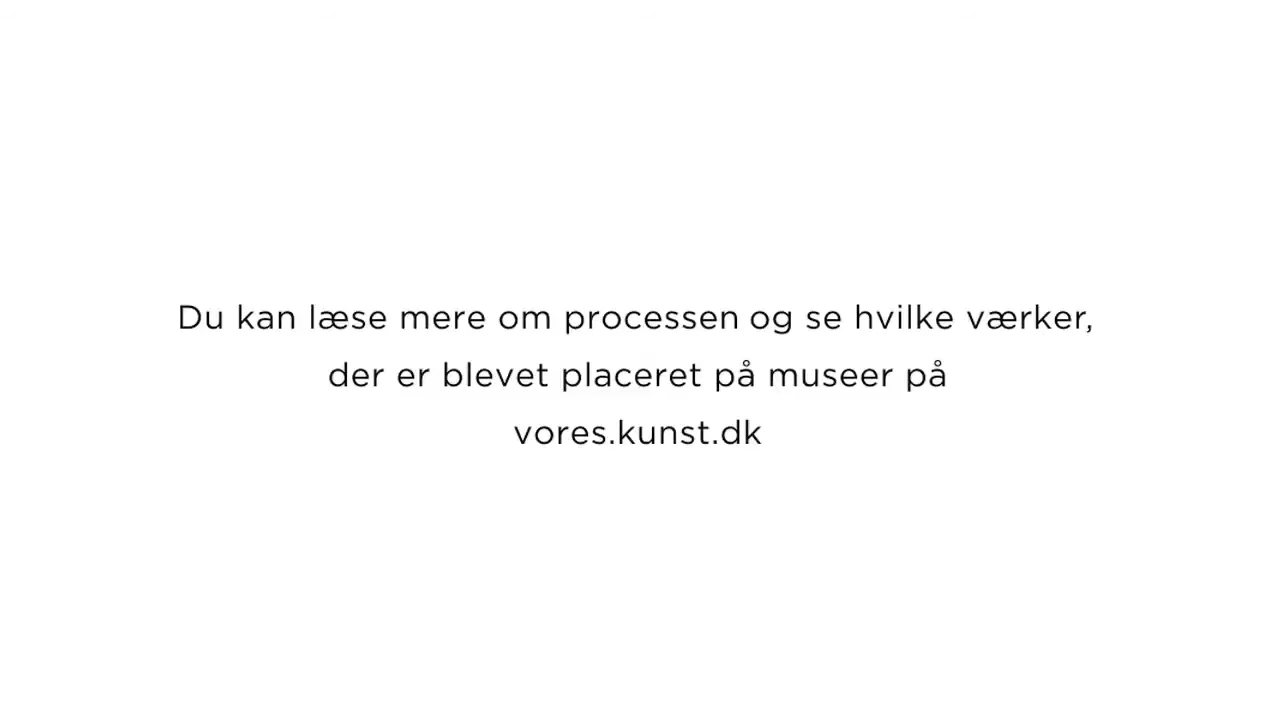 Du kan læse mere om processen og se hvilke værker,
der er blevet placeret på museer på
vores.kunst.dk